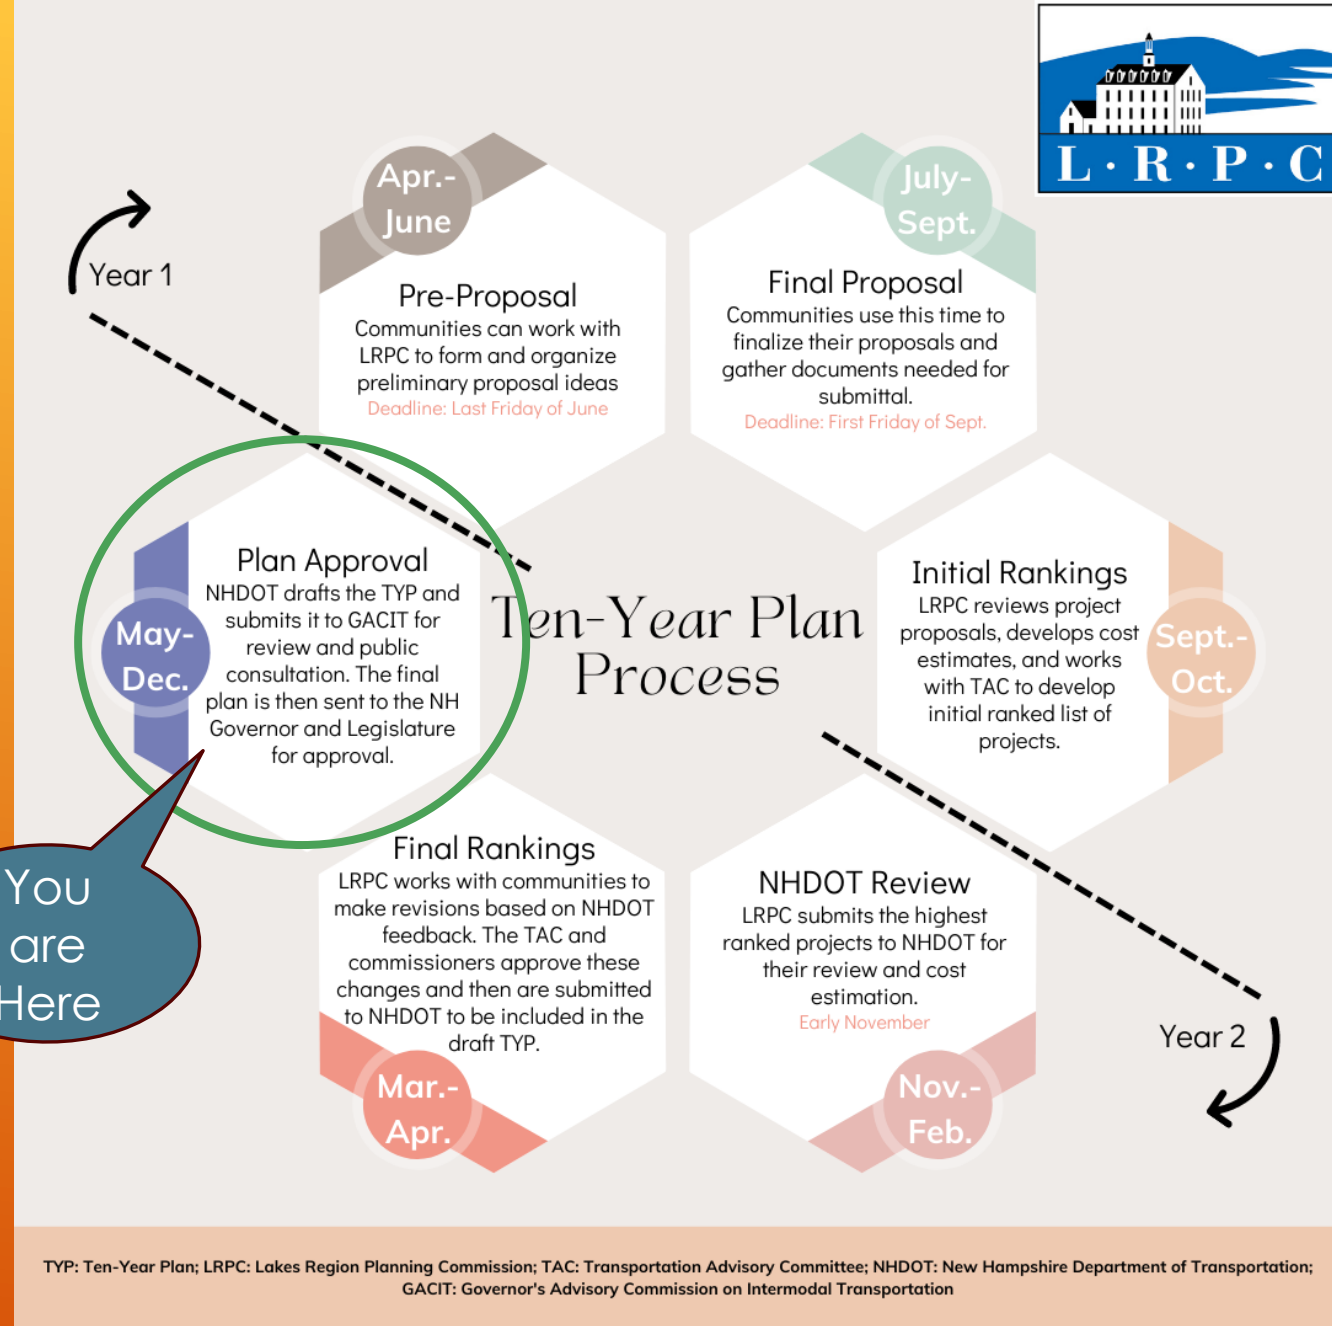 L · R · P · C
Year 1
Apr.-
June
Pre-Proposal
Communities can work with
LRPC to form and organize
preliminary proposal ideas
Deadline: Last Friday of June
July-
Sept.
Final Proposal
Communities use this time to
finalize their proposals and
gather documents needed for
submittal.
Deadline: First Friday of Sept.
Sept.-
Oct.
Initial Rankings
LRPC reviews project
proposals, develops cost
estimates, and works
with TAC to develop
initial ranked list of
projects.
Ten-Year Plan
Process
Year 2
Nov.-
Feb.
NHDOT Review
LRPC submits the highest
ranked projects to NHDOT for
their review and cost
estimation.
Early November
Mar.-
Apr.
Final Rankings
LRPC works with communities to
make revisions based on NHDOT
feedback. The TAC and
commissioners approve these
changes and then are submitted
to NHDOT to be included in the
draft TYP.
May-
Dec.
Plan Approval
NHDOT drafts the TYP and
submits it to GACIT for
review and public
consultation. The final
plan is then sent to the NH
Governor and Legislature
for approval.
You
are
Here
TYP: Ten-Year Plan; LRPC: Lakes Region Planning Commission; TAC: Transportation Advisory Committee; NHDOT: New Hampshire Department of Transportation;
GACIT: Governor's Advisory Commission on Intermodal Transportation